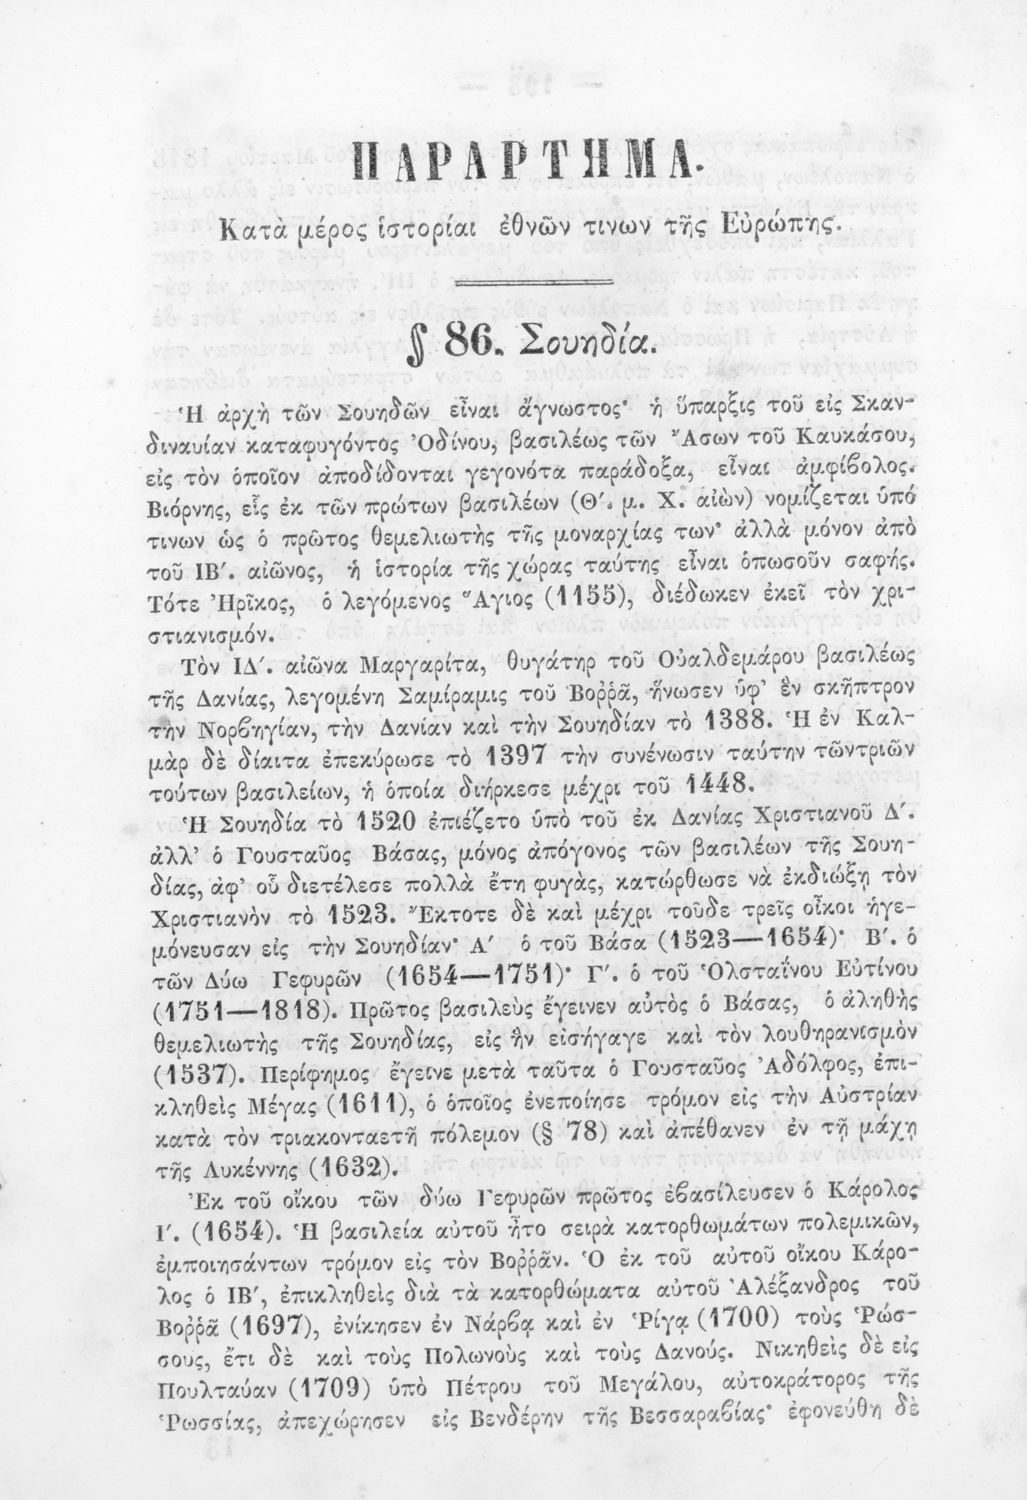 ΠΑΡΑΡΤΗΜΑ.
Κατὰ μέρος ἱστορίαι ἐθνῶν τινων τῆς Εὐρώπης.
§ 86. Σουηδία.
Ἡ ἀρχὴ τῶν Σουηδῶν εἶναι ἄγνωστος· ἡ ὕπαρξις τοῦ εἰς Σκαν-
διναυίαν καταφυγόντος Ὀδίνου, βασιλέως τῶν Ἄσων τοῦ Καυκάσου,
εἰς τὸν ὁποῖον ἀποδίδονται γεγονότα παράδοξα, εἶναι ἀμφίβολος.
Βιόρνης, εἷς ἐκ τῶν πρώτων βασιλέων (Θ΄. μ. Χ. αἰὼν) νομίζεται ὑπό
τινων ὡς ὁ πρῶτος θεμελιωτὴς τῆς μοναρχίας των· ἀλλὰ μόνον ἀπὸ
τοῦ ΙΒ΄. αἰῶνος, ἡ ἱστορία τῆς χώρας ταύτης εἶναι ὁπωσοῦν σαφής.
Τότε Ἠρῖκος, ὁ λεγόμενος Ἅγιος (1155), διέδωκεν ἐκεῖ τὸν χρι-
στιανισμόν.
Τὸν ΙΔ΄. αἰῶνα Μαργαρίτα, θυγάτηρ τοῦ Οὐαλδεμάρου βασιλέως
τῆς Δανίας, λεγομένη Σαμίραμις τοῦ Βοῤῥᾶ, ἥνωσεν ὑφ' ἓν σκῆπτρον
τὴν Νορβηγίαν, τὴν Δανίαν καὶ τὴν Σουηδίαν τὸ 1388. Ἡ ἐν Καλ-
μὰρ δὲ δίαιτα ἐπεκύρωσε τὸ 1397 τὴν συνένωσιν ταύτην τῶντριῶν
τούτων βασιλείων, ἡ ὁποία διήρκεσε μέχρι τοῦ 1448.
Ἡ Σουηδία τὸ 1520 ἐπιέζετο ὑπὸ τοῦ ἐκ Δανίας Χριστιανοῦ Δ΄.
ἀλλ' ὁ Γουσταῦος Βάσας, μόνος ἀπόγονος τῶν βασιλέων τῆς Σουη-
δίας, ἀφ' οὗ διετέλεσε πολλὰ ἔτη φυγὰς, κατώρθωσε νὰ ἐκδιώξῃ τὸν
Χριστιανὸν τὸ 1523. Ἔκτοτε δὲ καὶ μέχρι τοῦδε τρεῖς οἶκοι ἡγε-
μόνευσαν εἰς τὴν Σουηδίαν· Α΄ ὁ τοῦ Βάσα (1523—1654)· Β΄. ὁ
τῶν Δύω Γεφυρῶν (1654—1751)· Γ΄. ὁ τοῦ Ὁλσταΐνου Εὐτίνου
(1751—1818). Πρῶτος βασιλεὺς ἔγεινεν αὐτὸς ὁ Βάσας, ὁ ἀληθὴς
θεμελιωτὴς τῆς Σουηδίας, εἰς ἣν εἰσήγαγε καὶ τὸν λουθηρανισμὸν
(1537). Περίφημος ἔγεινε μετὰ ταῦτα ὁ Γουσταῦος Ἀδόλφος, ἐπι-
κληθεὶς Μέγας (1611), ὁ ὁποῖος ἐνεποίησε τρόμον εἰς τὴν Αὐστρίαν
κατὰ τὸν τριακονταετῆ πόλεμον (§ 78) καὶ ἀπέθανεν ἐν τῇ μάχῃ
τῆς Λυκέννης (1632).
Ἐκ τοῦ οἴκου τῶν δύω Γεφυρῶν πρῶτος ἐβασίλευσεν ὁ Κάρολος
Ι΄. (1654). Ἡ βασιλεία αὐτοῦ ἦτο σειρὰ κατορθωμάτων πολεμικῶν,
ἐμποιησάντων τρόμον εἰς τὸν Βοῤῥᾶν. Ὁ ἐκ τοῦ αὐτοῦ οἴκου Κάρο-
λος ὁ ΙΒ΄, ἐπικληθεὶς διὰ τὰ κατορθώματα αὐτοῦ Ἀλέξανδρος τοῦ
Βοῤῥᾶ (1697), ἐνίκησεν ἐν Νάρβᾳ καὶ ἐν Ῥίγᾳ (1700) τοὺς Ῥώσ-
σους, ἔτι δὲ καὶ τοὺς Πολωνοὺς καὶ τοὺς Δανούς. Νικηθεὶς δὲ εἰς
Πουλταύαν (1709) ὑπὸ Πέτρου τοῦ Μεγάλου, αὐτοκράτορος τῆς
Ῥωσσίας, ἀπεχώρησεν εἰς Βενδέρην τῆς Βεσσαραβίας· ἐφονεύθη δὲ